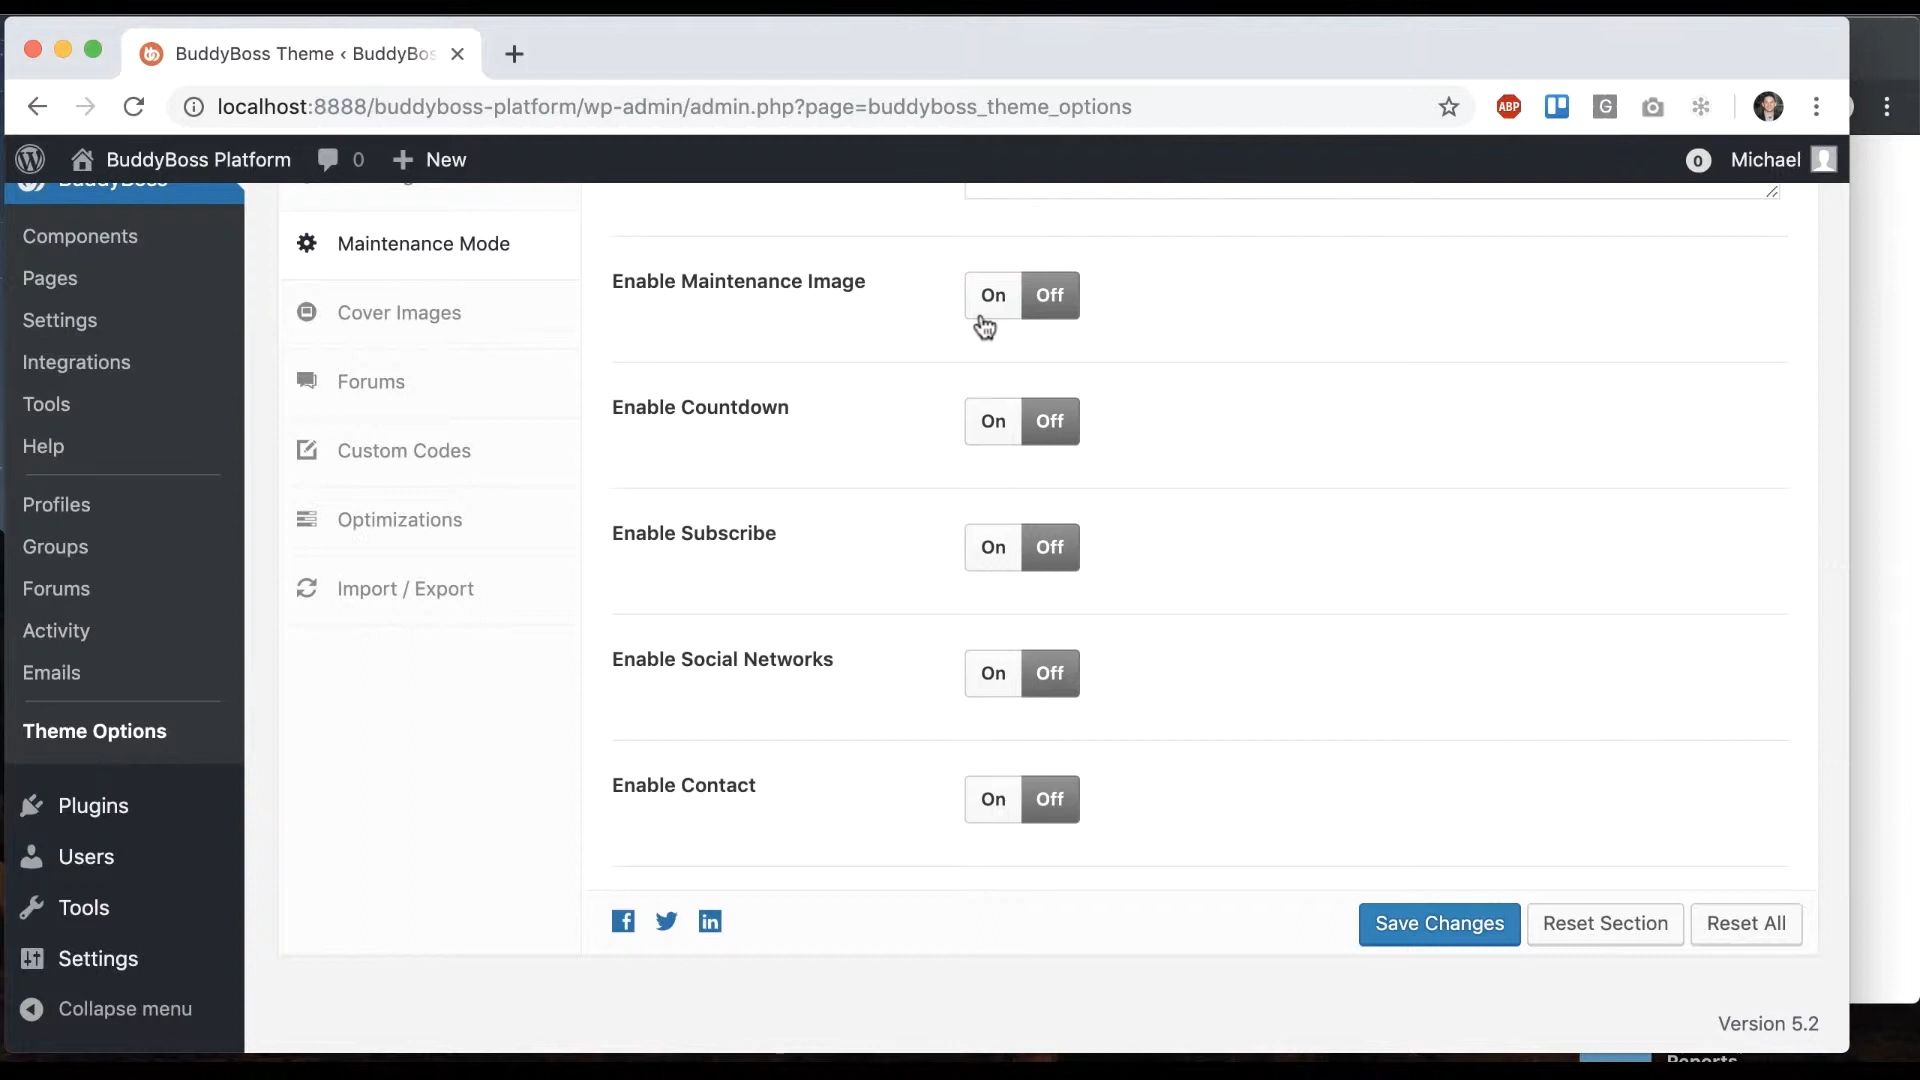 BuddyBoss Theme ‹ BuddyBos
localhost:8888/buddyboss-platform/wp-admin/admin.php?page=buddyboss_theme_options
ABP
G
BuddyBoss Platform
0
New
0
Michael
BuddyBoss
Components
Pages
Settings
Integrations
Tools
Help
Profiles
Groups
Forums
Activity
Emails
Theme Options
Plugins
Users
Tools
Settings
Collapse menu
Maintenance Mode
Cover Images
Forums
Custom Codes
Optimizations
Import / Export
Enable Maintenance Image
On Off
Enable Countdown
On Off
Enable Subscribe
On Off
Enable Social Networks
On Off
Enable Contact
On Off
Save Changes
Reset Section
Reset All
Version 5.2
Reports